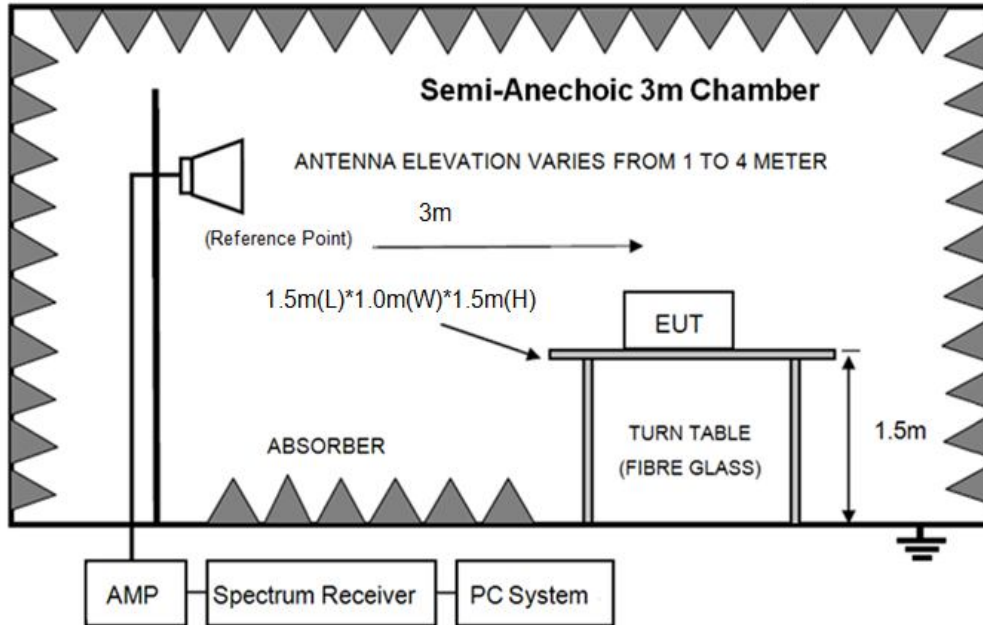 Semi-Anechoic 3m Chamber
ANTENNA ELEVATION VARIES FROM 1 TO 4 METER
3m
(Reference Point)
1.5m(L)*1.0m(W)*1.5m(H)
EUT
1.5m
ABSORBER
TURN TABLE
(FIBRE GLASS)
AMP
Spectrum Receiver
PC System